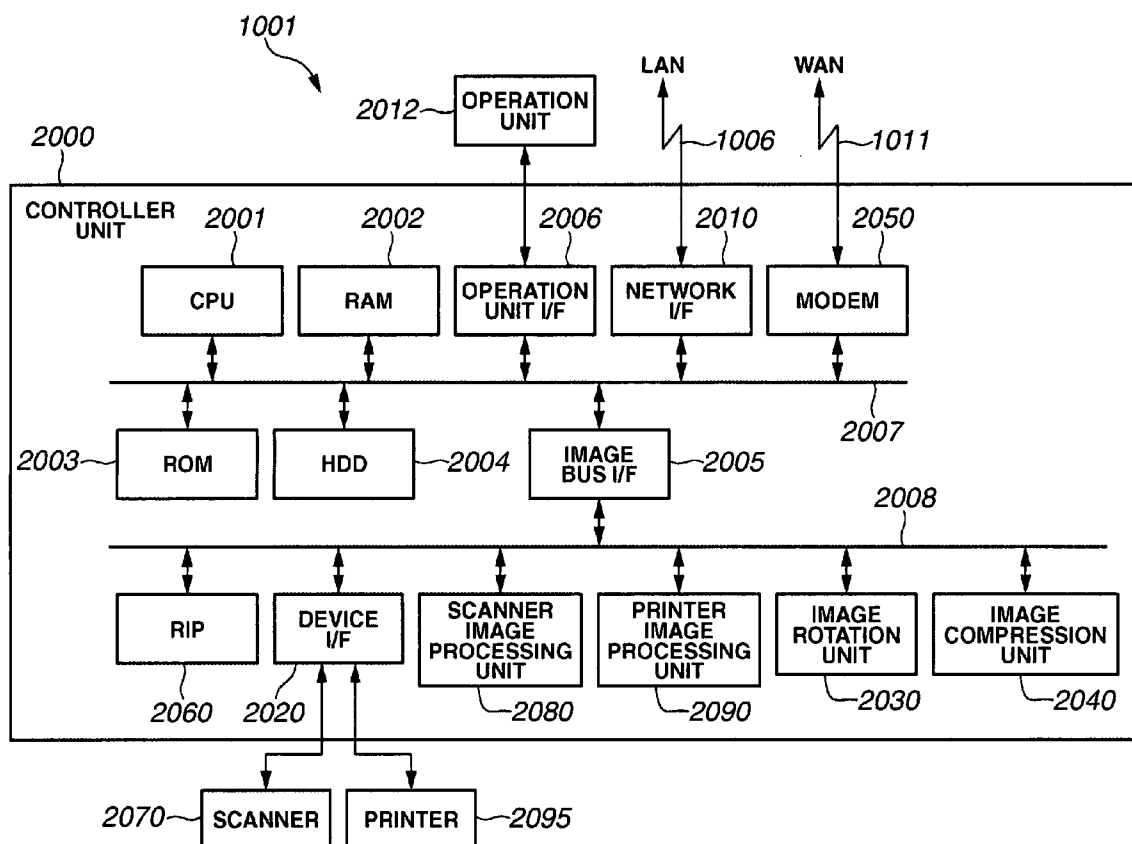 1001
LAN
WAN
2012
OPERATION
UNIT
1006
1011
2000
CONTROLLER
UNIT
2001
2002
2006
2010
2050
CPU
RAM
OPERATION
UNIT I/F
NETWORK
I/F
MODEM
2007
2003
ROM
HDD
2004
IMAGE
BUS I/F
2005
2008
RIP
DEVICE
I/F
SCANNER
IMAGE
PROCESSING
UNIT
PRINTER
IMAGE
PROCESSING
UNIT
IMAGE
ROTATION
UNIT
IMAGE
COMPRESSION
UNIT
2060
2020
2080
2090
2030
2040
2070
SCANNER
PRINTER
2095